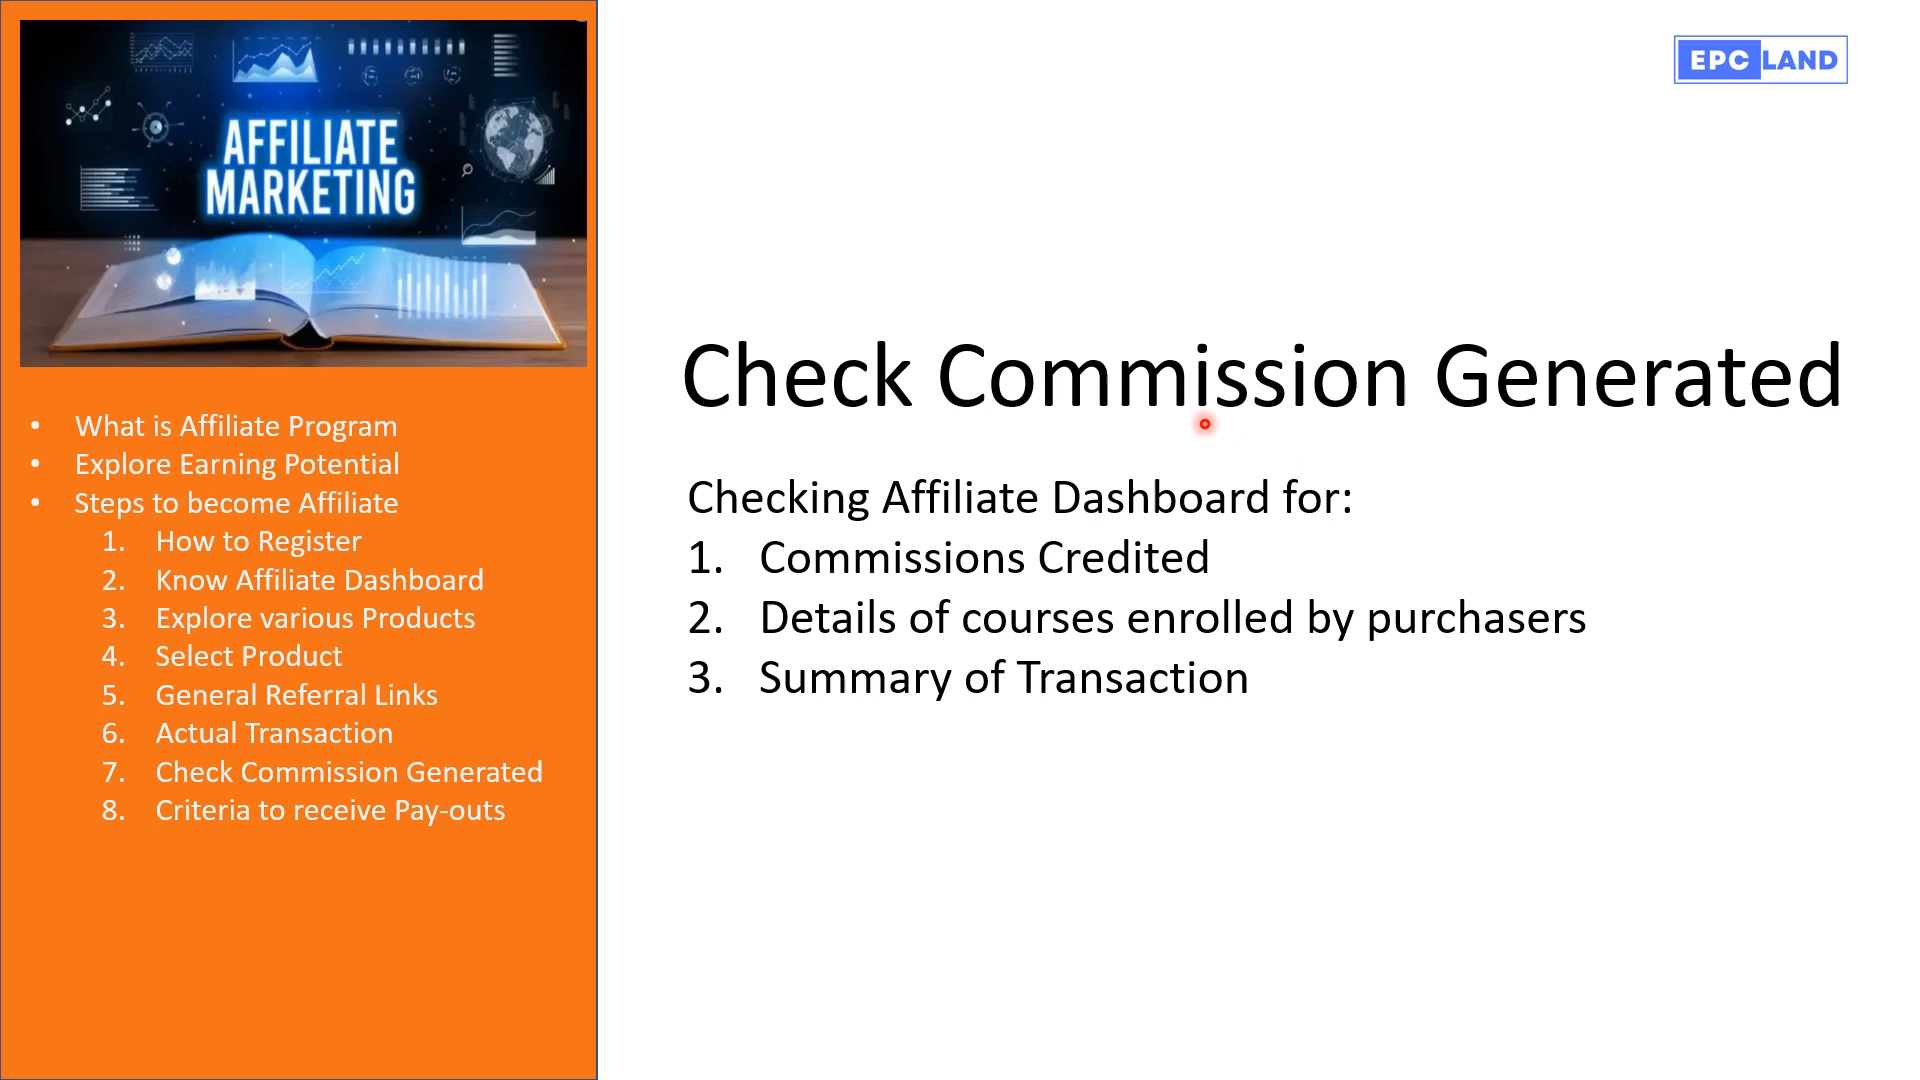 AFFILIATE
MARKETING
• What is Affiliate Program
• Explore Earning Potential
• Steps to become Affiliate
1. How to Register
2. Know Affiliate Dashboard
3. Explore various Products
4. Select Product
5. General Referral Links
6. Actual Transaction
7. Check Commission Generated
8. Criteria to receive Pay-outs
EPC LAND
Check Commission Generated
Checking Affiliate Dashboard for:
1. Commissions Credited
2. Details of courses enrolled by purchasers
3. Summary of Transaction